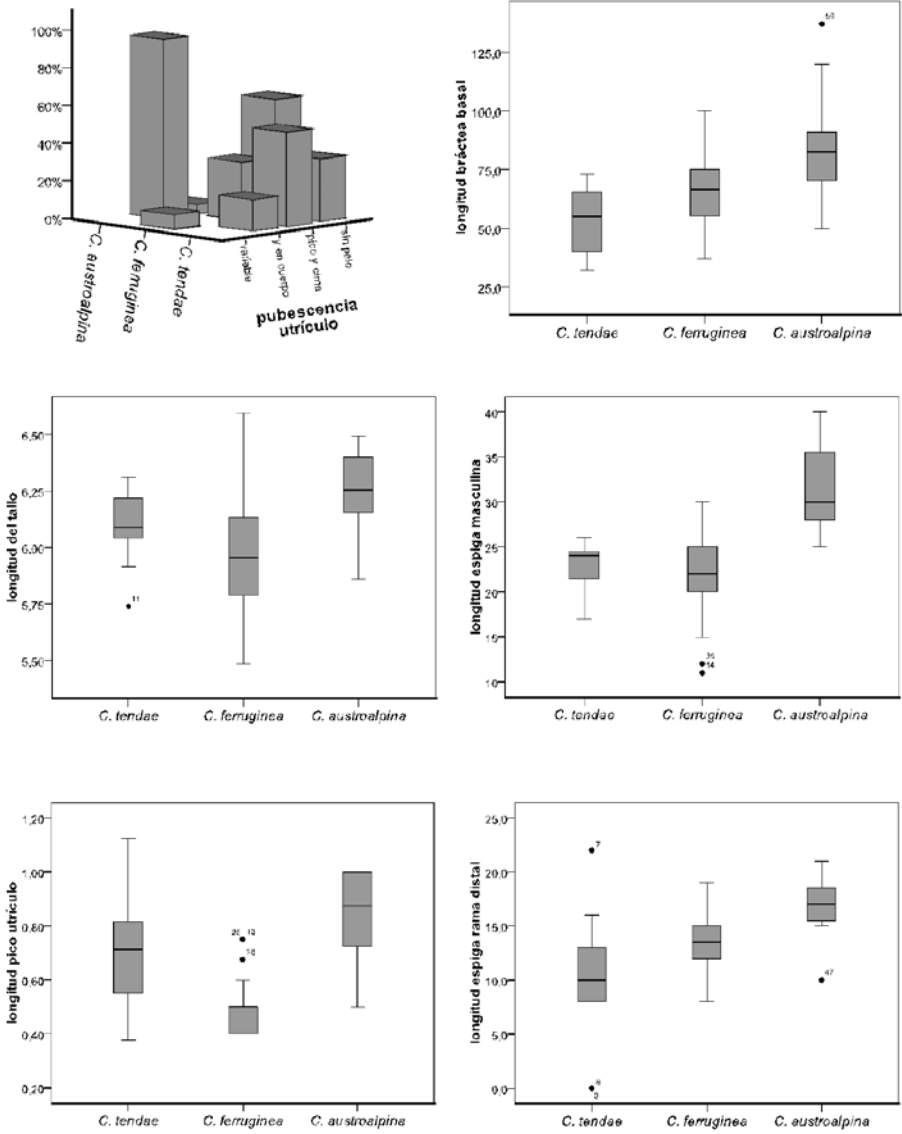 100%
80%
60%
40%
20%
0%
C. austroalpina
C. ferruginea
C. tendae
variable
y en cuerpo
pico y cima
sin pelo
pubescencia
utrículo
longitud bráctea basal
125,0
100,0
75,0
50,0
25,0
C. tendae
C. ferruginea
C. austroalpina
longitud del tallo
6,50
6,25
6,00
5,75
5,50
11
C. tendae
C. ferruginea
C. austroalpina
longitud espiga masculina
40
35
30
25
20
15
10
14
C. tendae
C. ferruginea
C. austroalpina
longitud pico utrículo
1,20
1,00
0,80
0,60
0,40
0,20
C. tendae
C. ferruginea
C. austroalpina
longitud espiga rama distal
25,0
20,0
15,0
10,0
5,0
0,0
7
3
47
C. tendae
C. ferruginea
C. austroalpina